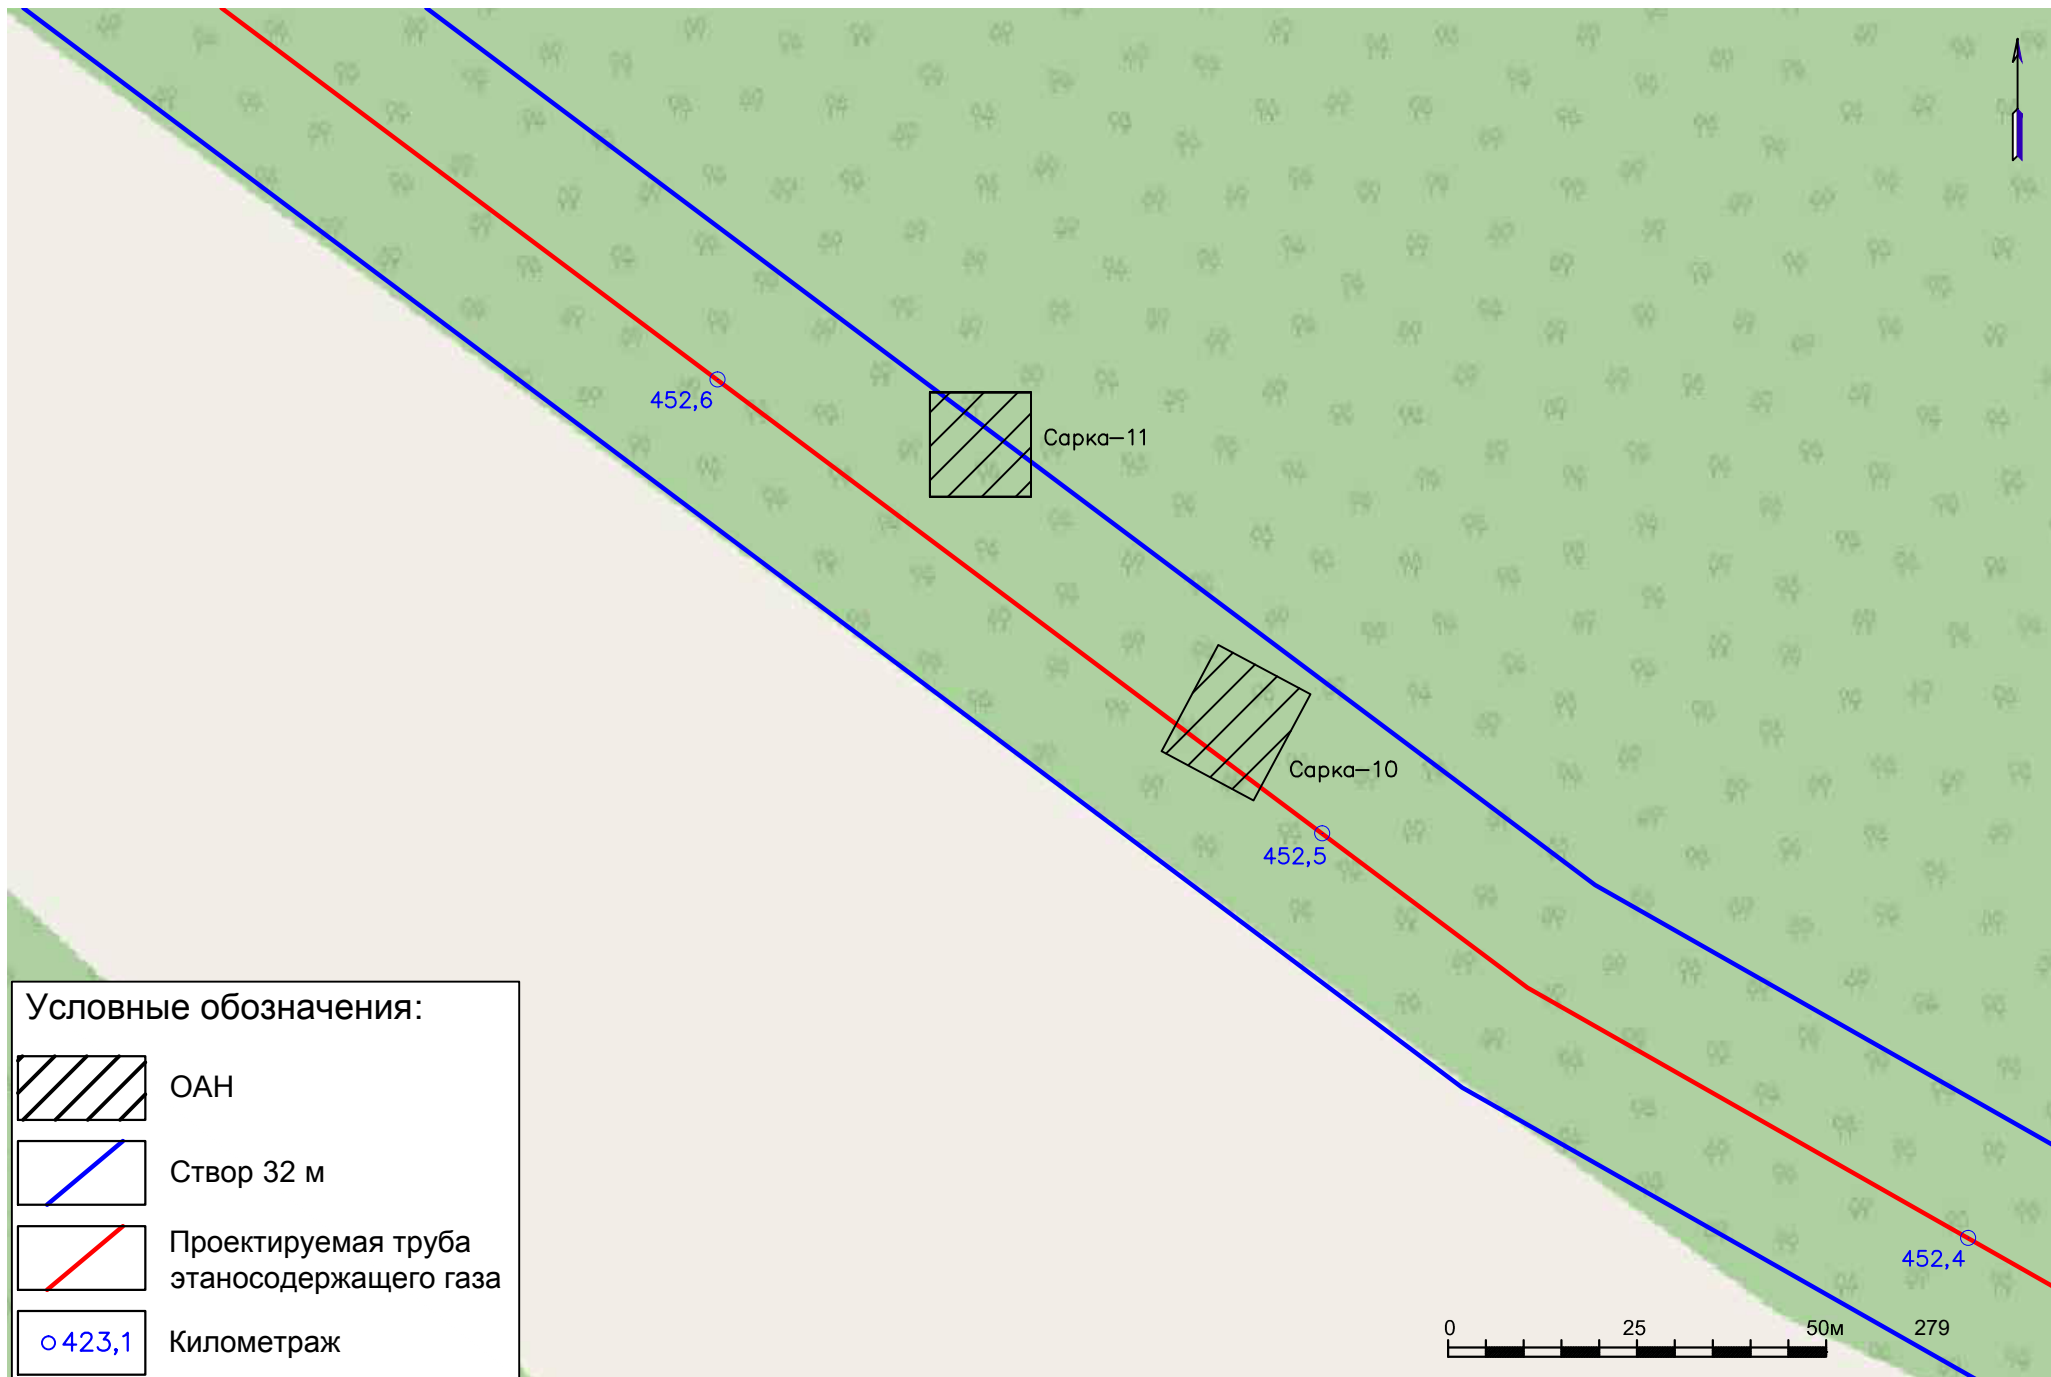 452,6
Сарка-11
Сарка-10
452,5
452,4
Условные обозначения:
ОАН
Створ 32 м
Проектируемая труба
этаносодержащего газа
423,1
Километраж
0 25 50м
279